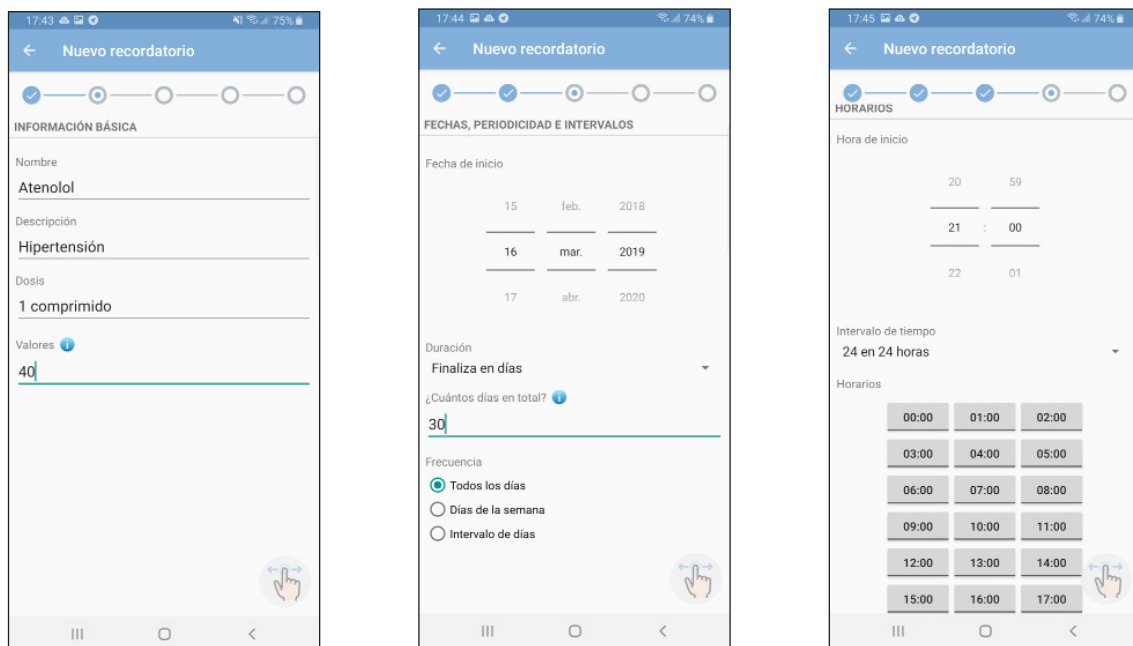 17:43 75%
Nuevo recordatorio
INFORMACIÓN BÁSICA
Nombre
Atenolol
Descripción
Hipertensión
Dosis
1 comprimido
Valores
40
17:44 74%
Nuevo recordatorio
FECHAS, PERIODICIDAD E INTERVALOS
Fecha de inicio
15 feb. 2018
16 mar. 2019
17 abr. 2020
Duración
Finaliza en días
¿Cuántos días en total?
30
Frecuencia
Todos los días
Días de la semana
Intervalo de días
17:45 74%
Nuevo recordatorio
HORARIOS
Hora de inicio
20 59
21 : 00
22 01
Intervalo de tiempo
24 en 24 horas
Horarios
00:00 01:00 02:00
03:00 04:00 05:00
06:00 07:00 08:00
09:00 10:00 11:00
12:00 13:00 14:00
15:00 16:00 17:00